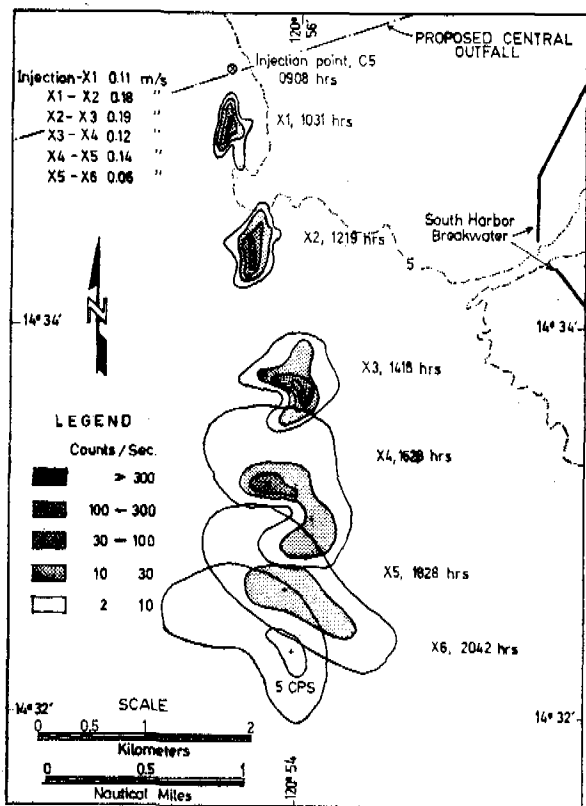 120° 56'
PROPOSED CENTRAL
OUTFALL
Injection point, C5
0908 hrs
Injection-X1 0.11 m/s
X1 - X2 0.18 "
X2- X3 0.19 "
X3 - X4 0.12 "
X4 - X5 0.14 "
X5 - X6 0.06 "
X1, 1031 hrs
South Harbor
Breakwater
X2, 1219 hrs
5
N
14° 34'
14° 34'
X3, 1416 hrs
LEGEND
Counts / Sec.
≥ 300
100 - 300
30 - 100
10 30
2 10
X4, 1628 hrs
X5, 1828 hrs
X6, 2042 hrs
5 CPS
14° 32'
14° 32'
SCALE
0 0.5 1 2
Kilometers
0 0.5 1
Nautical Miles
120° 54